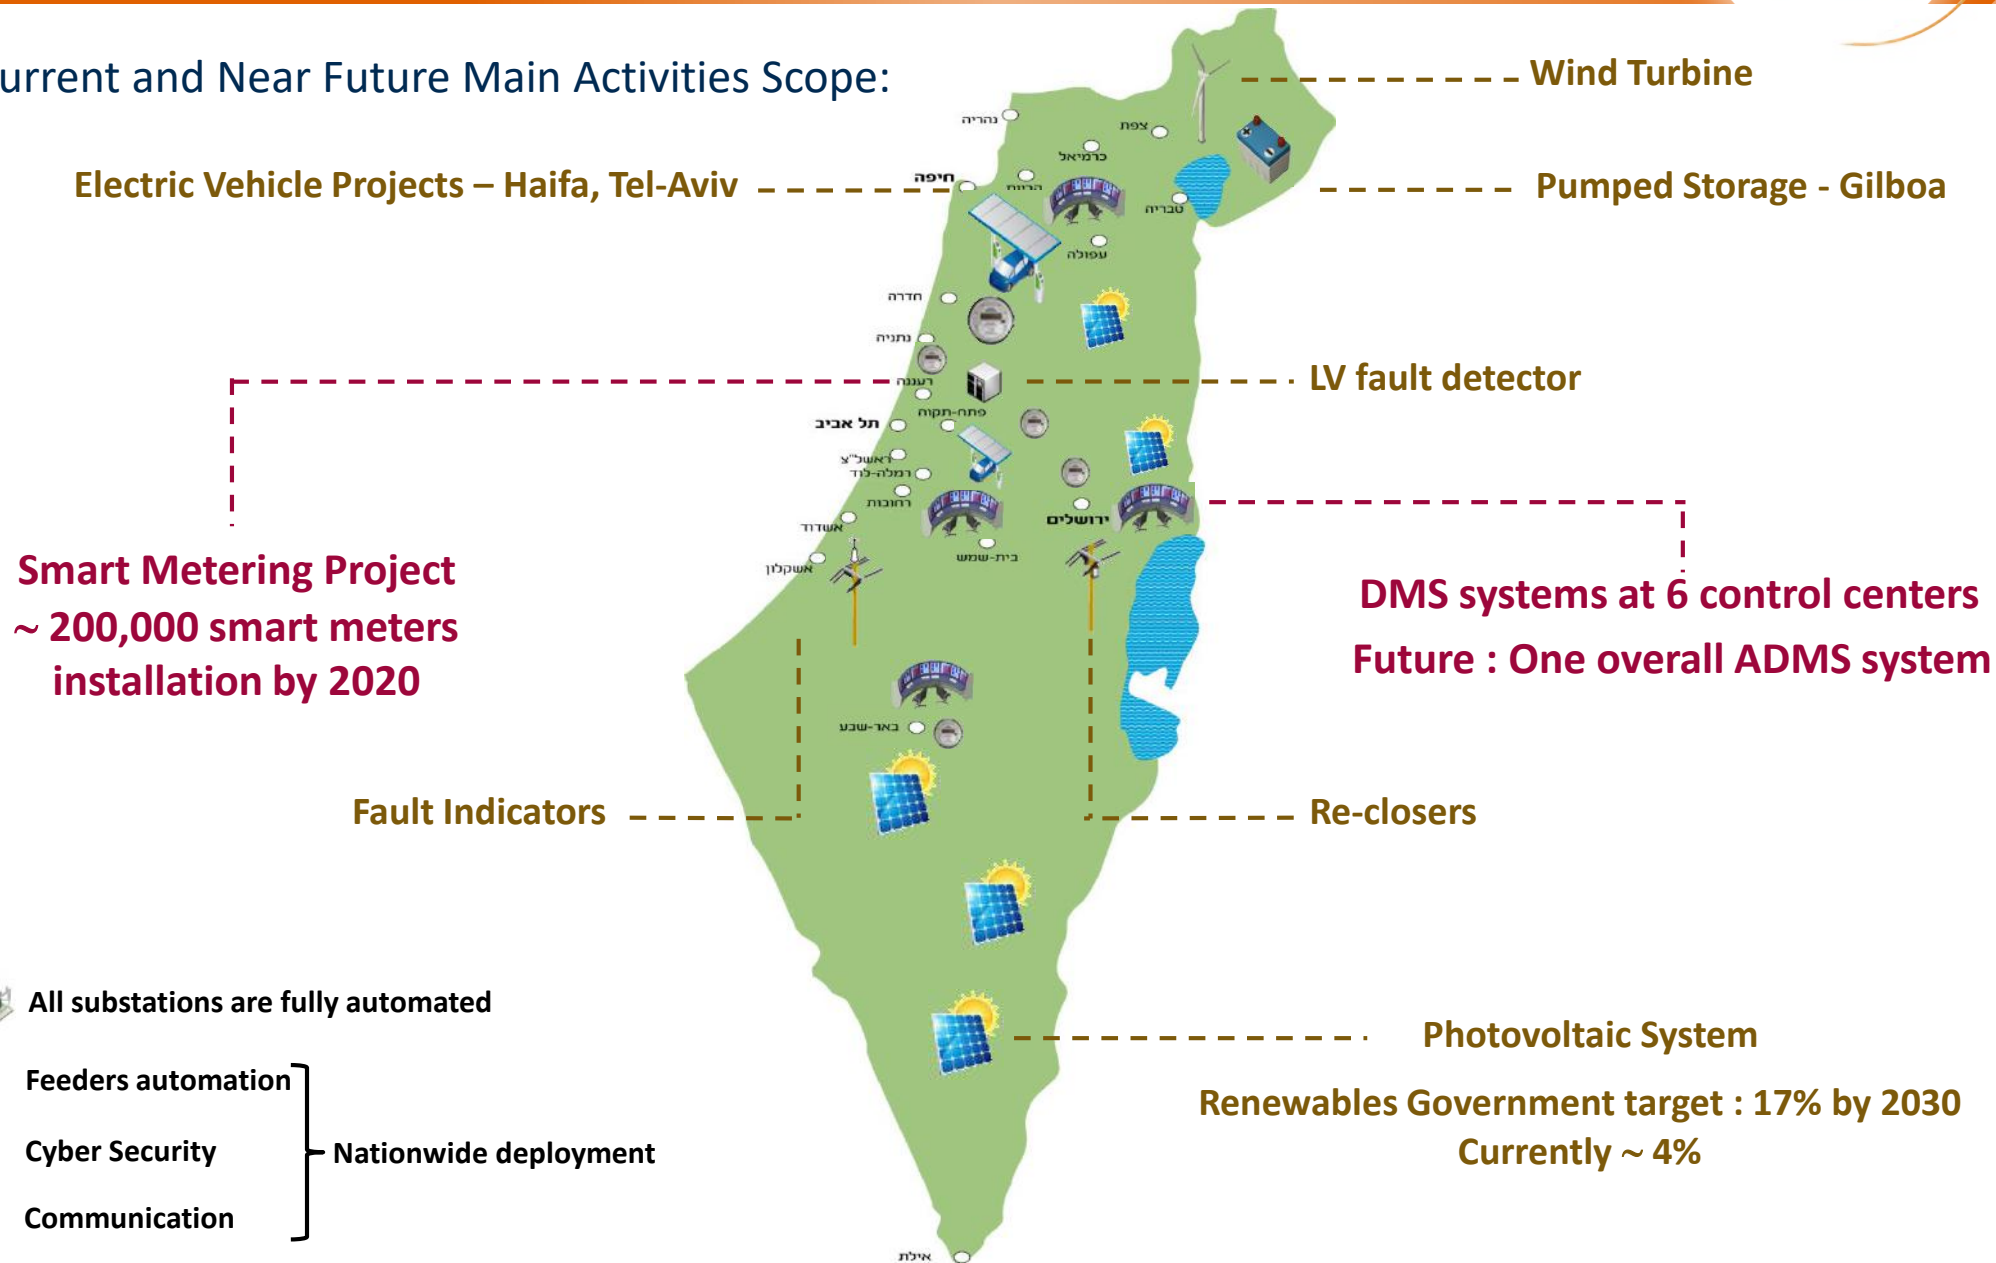 urrent and Near Future Main Activities Scope:
Wind Turbine
נהריה
צפת
כרמיאל
Electric Vehicle Projects – Haifa, Tel-Aviv
חיפה
Pumped Storage - Gilboa
טבריה
עפולה
חדרה
נתניה
רעננה
LV fault detector
פתח-תקוה
תל אביב
ראשל"צ
רמלה-לוד
רחובות
ירושלים
אשדוד
בית-שמש
אשקלון
Smart Metering Project
~ 200,000 smart meters
installation by 2020
DMS systems at 6 control centers
Future : One overall ADMS system
באר-שבע
Fault Indicators
Re-closers
All substations are fully automated
Photovoltaic System
Feeders automation
Renewables Government target : 17% by 2030
Currently ~ 4%
Cyber Security
Nationwide deployment
Communication
אילת